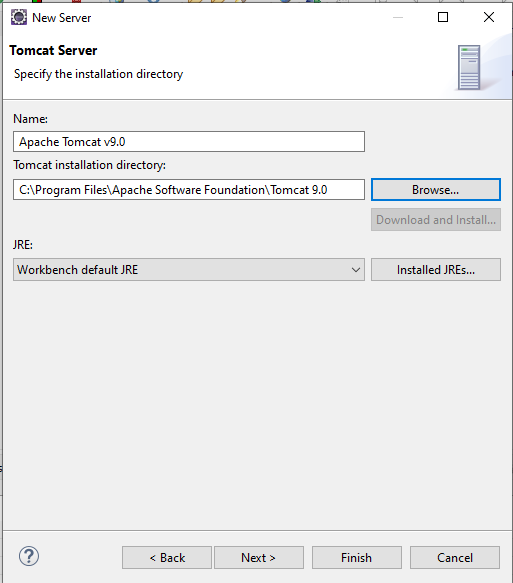 New Server
Tomcat Server
Specify the installation directory
Name:
Apache Tomcat v9.0
Tomcat installation directory:
C:\Program Files\Apache Software Foundation\Tomcat 9.0
Browse...
Download and Install...
JRE:
Workbench default JRE
Installed JREs...
?
< Back
Next >
Finish
Cancel